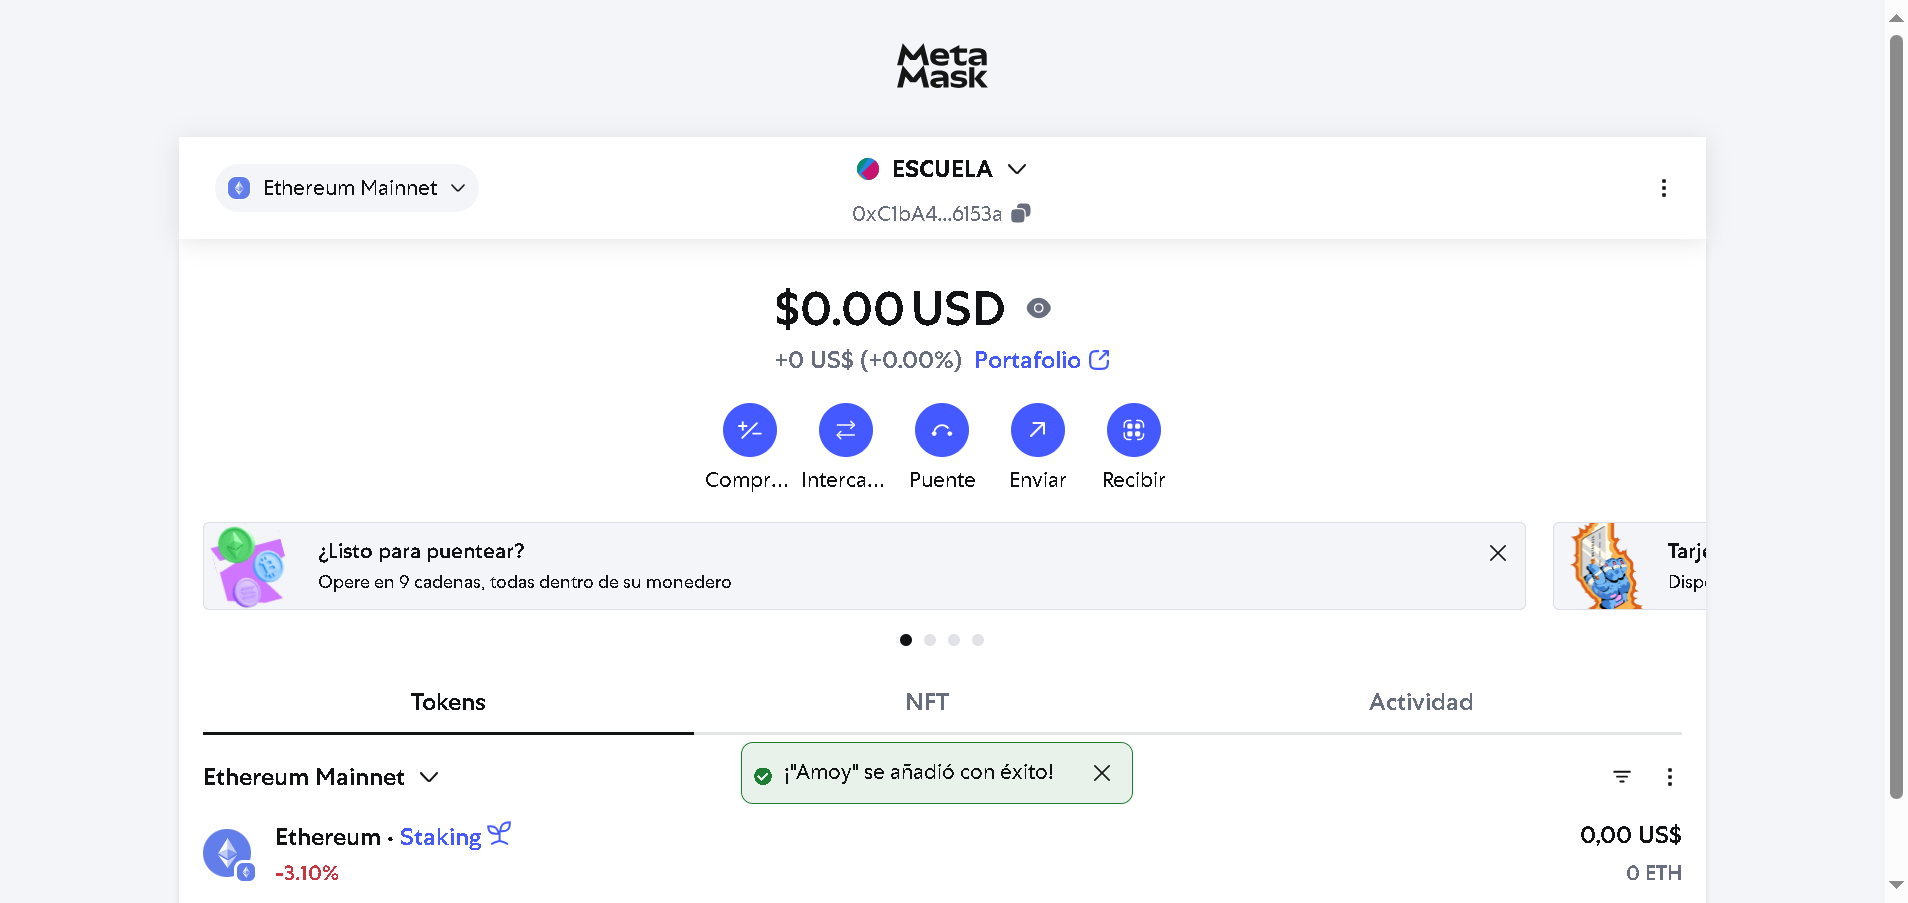 Meta
Mask
Ethereum Mainnet
ESCUELA
0xC1bA4...6153a
$0.00 USD
+0 US$ (+0.00%) Portafolio
Compr... Interca... Puente Enviar Recibir
¿Listo para puentear?
Opere en 9 cadenas, todas dentro de su monedero
Tarje
Dispo
Tokens NFT Actividad
Ethereum Mainnet
¡"Amoy" se añadió con éxito!
Ethereum • Staking
0,00 US$
-3.10%
0 ETH